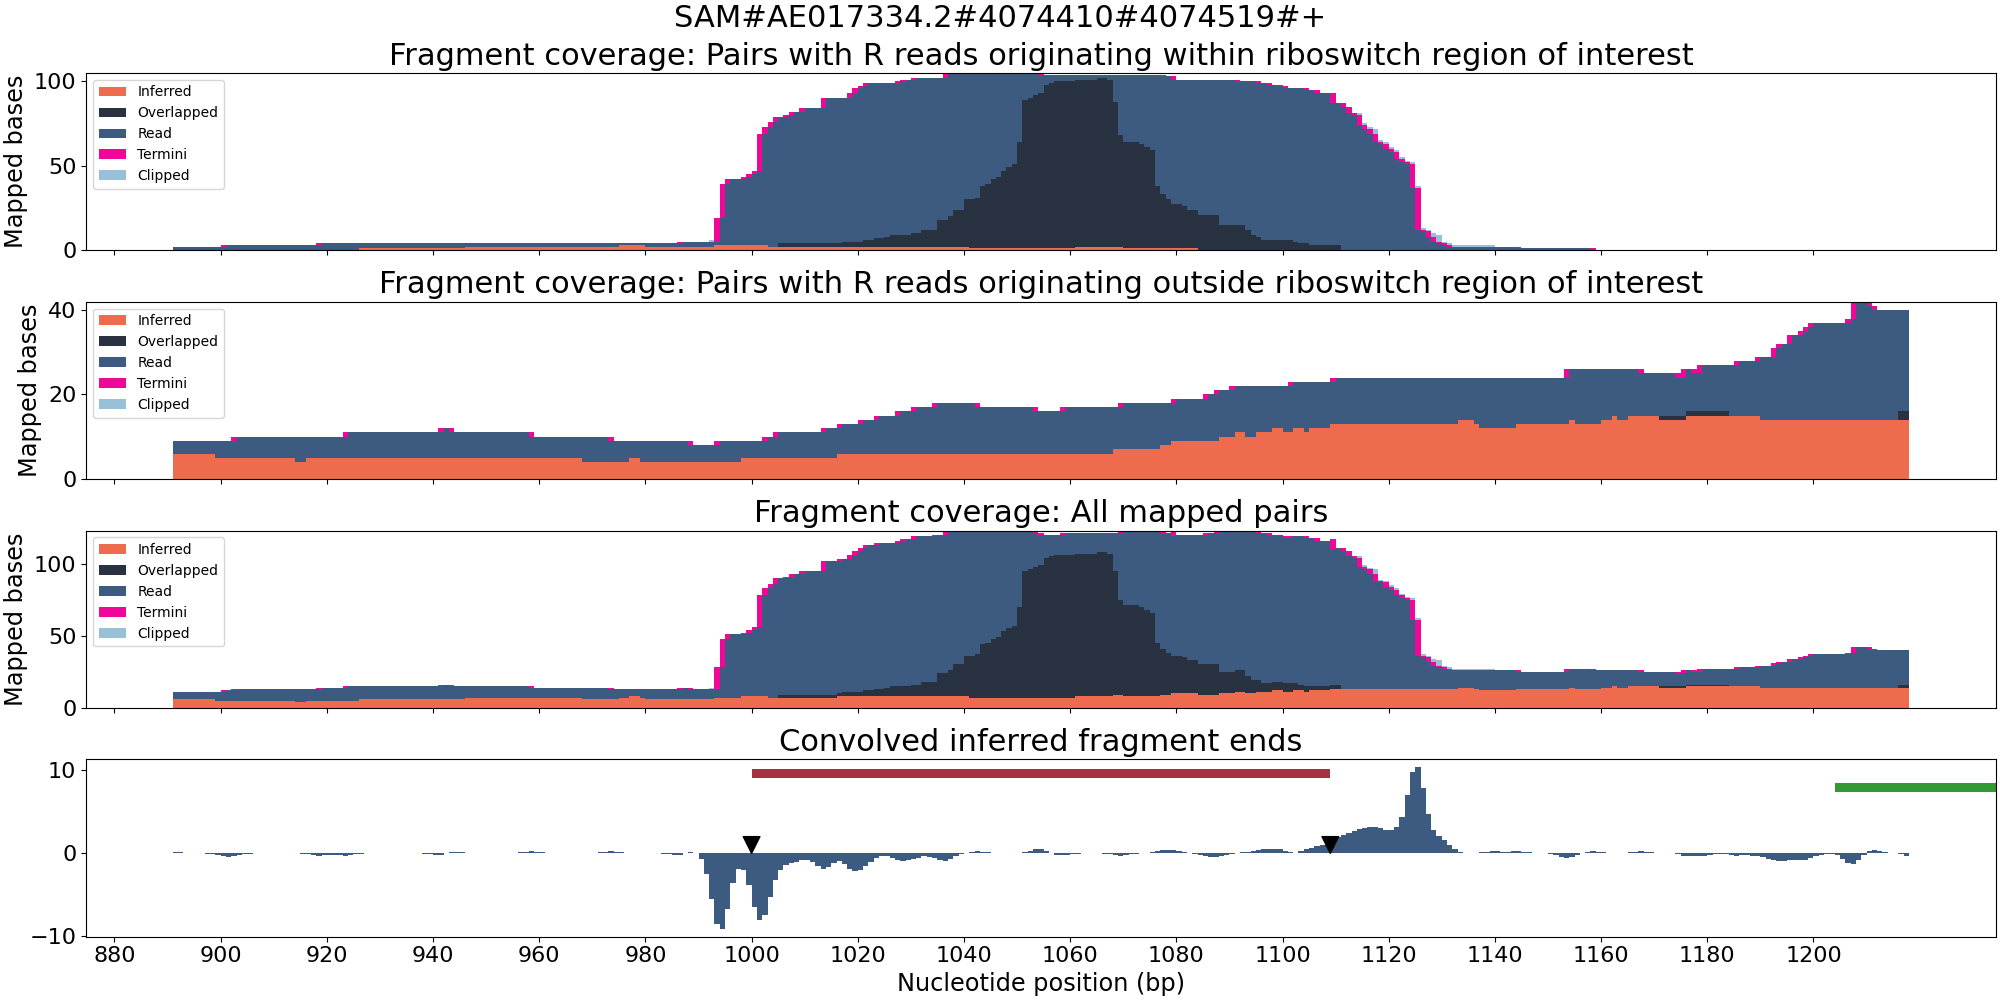 SAM#AE017334.2#4074410#4074519#+
Fragment coverage: Pairs with R reads originating within riboswitch region of interest
Mapped bases
100
50
0
Inferred
Overlapped
Read
Termini
Clipped
Fragment coverage: Pairs with R reads originating outside riboswitch region of interest
Mapped bases
40
20
0
Inferred
Overlapped
Read
Termini
Clipped
Fragment coverage: All mapped pairs
Mapped bases
100
50
0
Inferred
Overlapped
Read
Termini
Clipped
Convolved inferred fragment ends
10
0
−10
880 900 920 940 960 980 1000 1020 1040 1060 1080 1100 1120 1140 1160 1180 1200
Nucleotide position (bp)